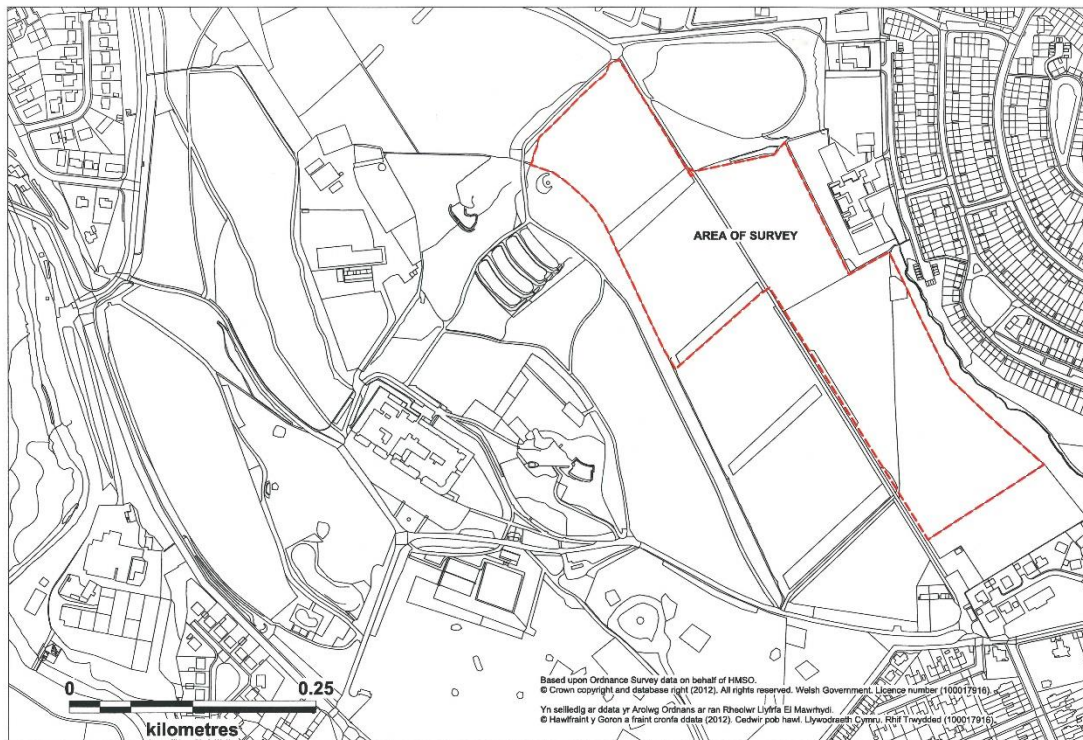 AREA OF SURVEY
0 0.25
kilometres
Based upon Ordnance Survey data on behalf of HMSO.
© Crown copyright and database right (2012). All rights reserved. Welsh Government. Licence number (100017916).
Yn seiliedig ar ddata yr Arolwg Ordnans ar ran Rheolwr Llyfrfa Ei Mawrhydi.
© Hawlfraint y Goron a hawliau cronfa ddata (2012). Cedwir pob hawl. Llywodraeth Cymru. Rhif Trwydded (100017916).